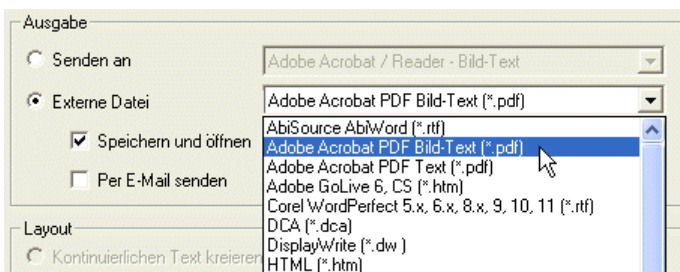 Ausgabe
Senden an
Adobe Acrobat / Reader - Bild-Text
Externe Datei
Adobe Acrobat PDF Bild-Text (*.pdf)
Speichern und öffnen
Per E-Mail senden
AbiSource AbiWord (*.rtf)
Adobe Acrobat PDF Bild-Text (*.pdf)
Adobe Acrobat PDF Text (*.pdf)
Adobe GoLive 6, CS (*.htm)
Corel WordPerfect 5.x, 6.x, 8.x, 9, 10, 11 (*.rtf)
DCA (*.dca)
DisplayWrite (*.dw )
HTML (*.htm)
Layout
Kontinuierlichen Text kreieren